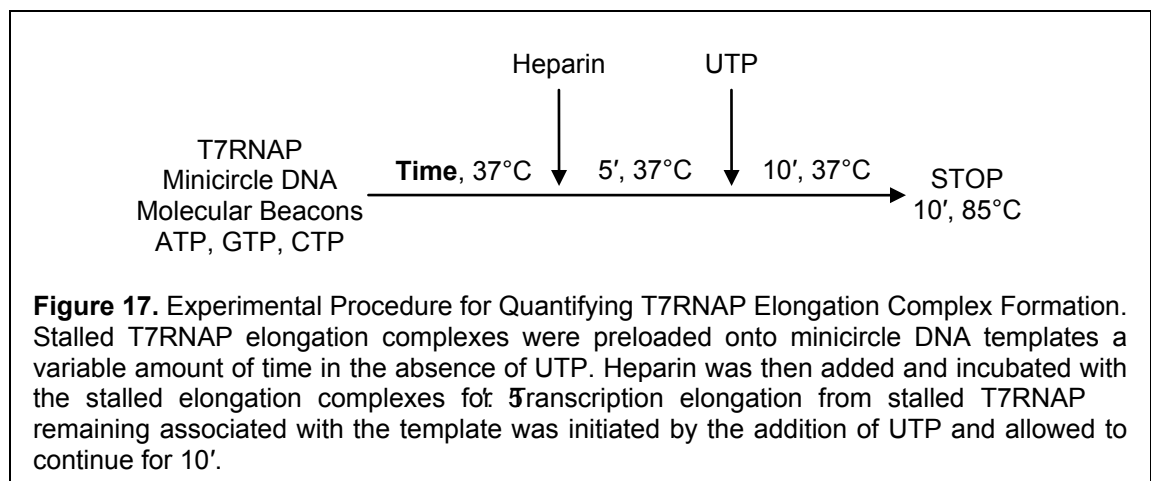 Heparin UTP
T7RNAP
Minicircle DNA
Molecular Beacons
ATP, GTP, CTP
Time, 37°C 5′, 37°C 10′, 37°C
STOP
10′, 85°C
Figure 17. Experimental Procedure for Quantifying T7RNAP Elongation Complex Formation.
Stalled T7RNAP elongation complexes were preloaded onto minicircle DNA templates a
variable amount of time in the absence of UTP. Heparin was then added and incubated with
the stalled elongation complexes for Transcription elongation from stalled T7RNAP
remaining associated with the template was initiated by the addition of UTP and allowed to
continue for 10′.